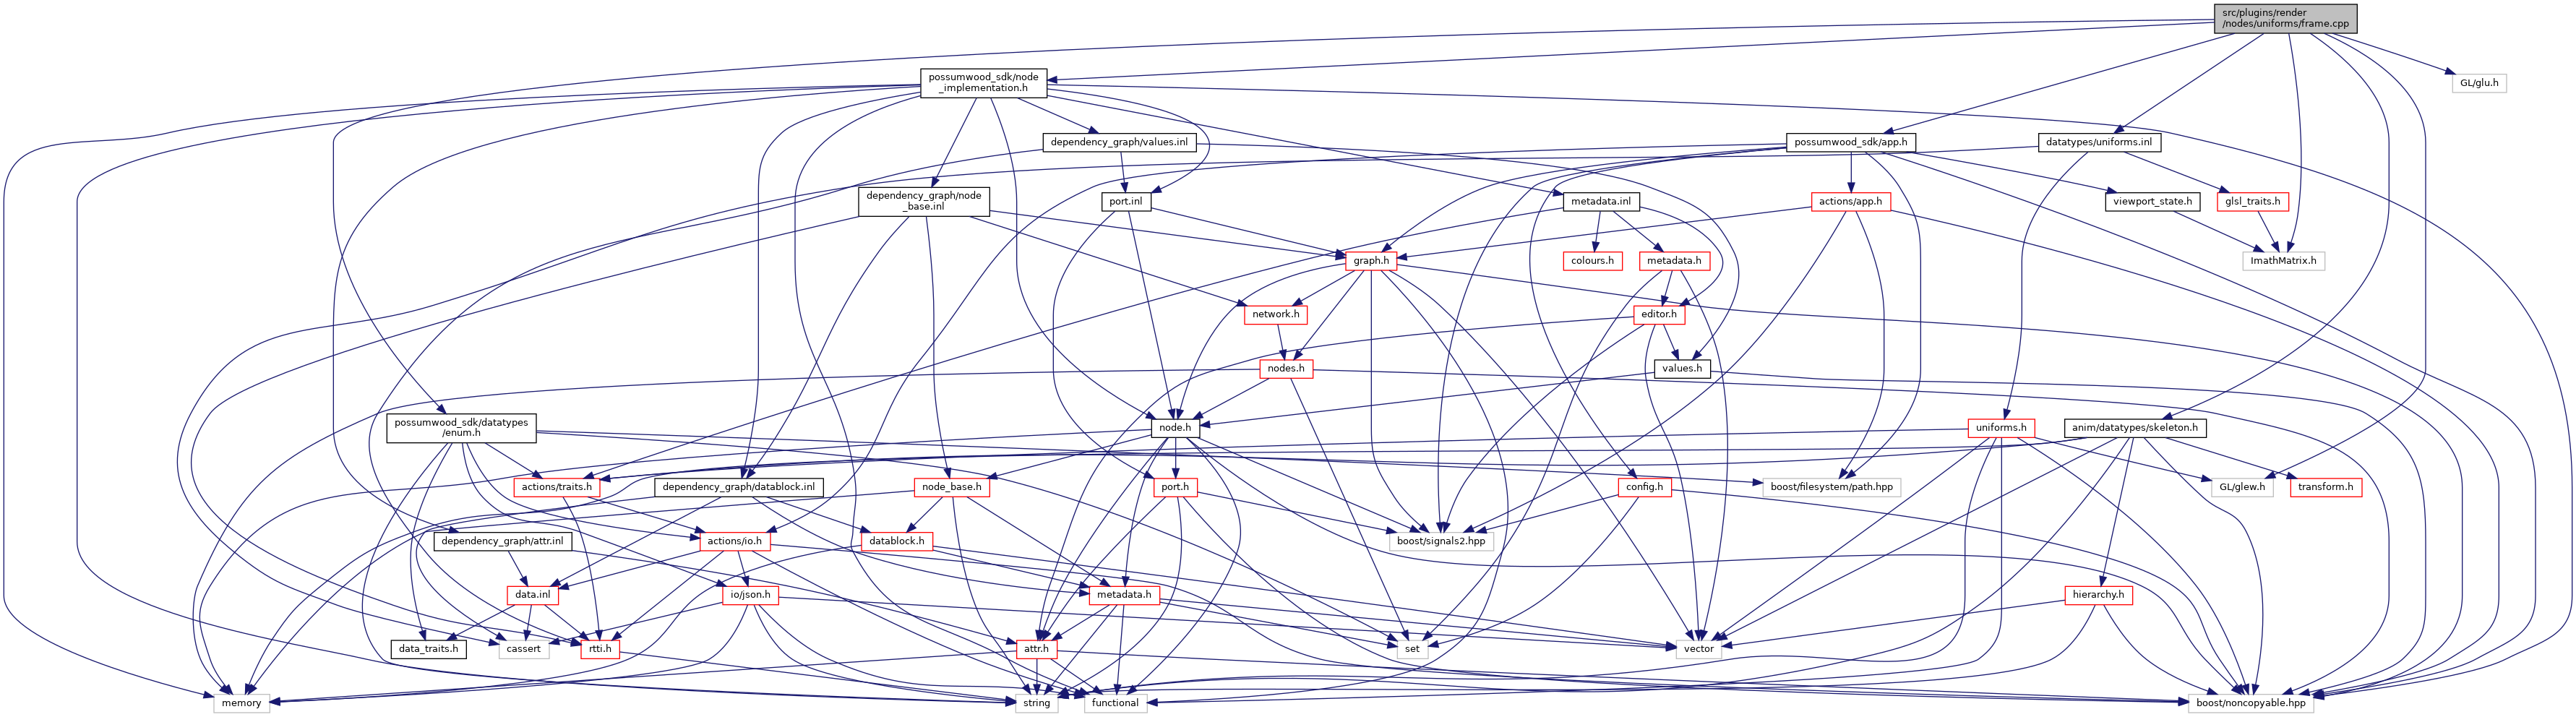 src/plugins/render
/nodes/uniforms/frame.cpp
possumwood_sdk/node
_implementation.h
GL/glu.h
dependency_graph/values.inl
possumwood_sdk/app.h
datatypes/uniforms.inl
dependency_graph/node
_base.inl
port.inl
metadata.inl
actions/app.h
viewport_state.h
glsl_traits.h
graph.h
colours.h
metadata.h
ImathMatrix.h
network.h
editor.h
nodes.h
values.h
possumwood_sdk/datatypes
/enum.h
node.h
uniforms.h
anim/datatypes/skeleton.h
actions/traits.h
dependency_graph/datablock.inl
node_base.h
port.h
config.h
boost/filesystem/path.hpp
GL/glew.h
transform.h
dependency_graph/attr.inl
actions/io.h
datablock.h
boost/signals2.hpp
data.inl
io/json.h
metadata.h
hierarchy.h
data_traits.h
cassert
rtti.h
attr.h
set
vector
memory
string
functional
boost/noncopyable.hpp